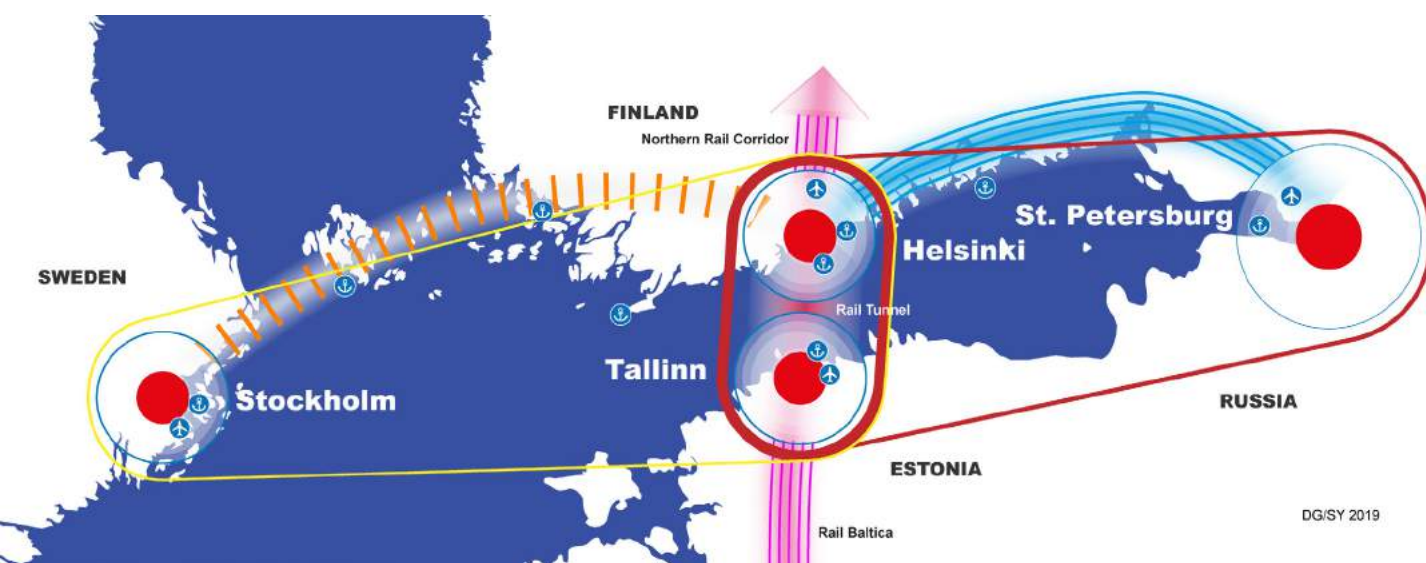 FINLAND
Northern Rail Corridor
St. Petersburg
Helsinki
SWEDEN
Rail Tunnel
Tallinn
Stockholm
RUSSIA
ESTONIA
DG/SY 2019
Rail Baltica